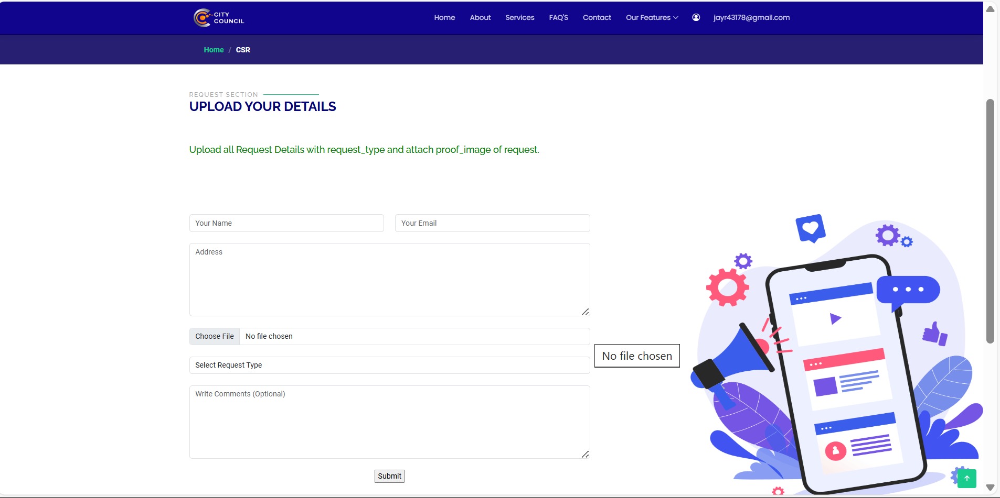 CITY
COUNCIL
Home About Services FAQ'S Contact Our Features jayr43178@gmail.com
Home / CSR
REQUEST SECTION
UPLOAD YOUR DETAILS
Upload all Request Details with request_type and attach proof_image of request.
Your Name Your Email
Address
Choose File No file chosen
No file chosen
Select Request Type
Write Comments (Optional)
Submit